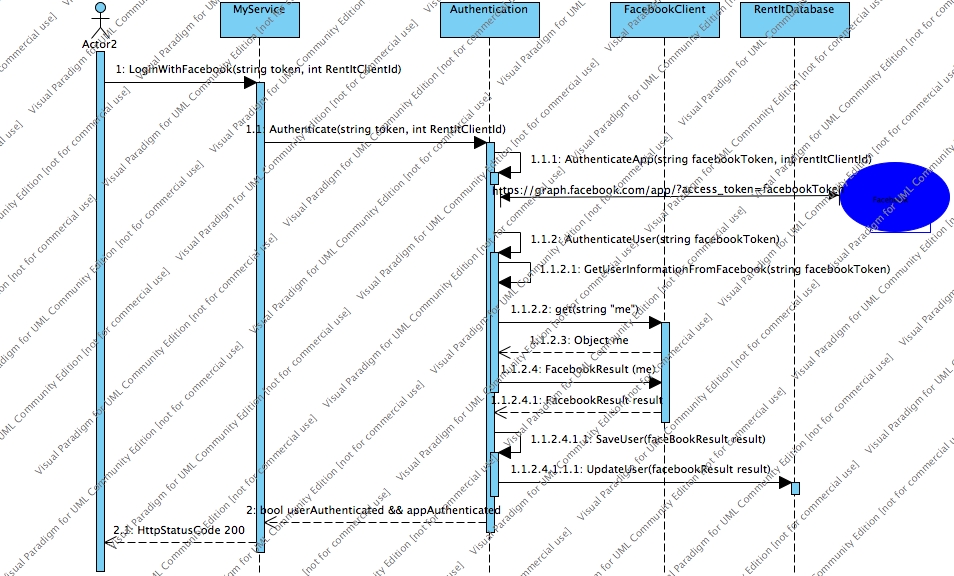 MyService
Authentication
FacebookClient
RentItDatabase
Actor2
1: LoginWithFacebook(string token, int RentItClientId)
1.1: Authenticate(string token, int RentItClientId)
1.1.1: AuthenticateApp(string facebookToken, int rentItClientId)
https://graph.facebook.com/app/?access_token=facebookToken
1.1.2: AuthenticateUser(string facebookToken)
1.1.2.1: GetUserInformationFromFacebook(string facebookToken)
1.1.2.2: get(string "me")
1.1.2.3: Object me
1.1.2.4: FacebookResult (me)
1.1.2.4.1: FacebookResult result
1.1.2.4.1.1: SaveUser(faceBookResult result)
1.1.2.4.1.1.1: UpdateUser(facebookResult result)
2: bool userAuthenticated && appAuthenticated
2.1: HttpStatusCode 200
Visual Paradigm for UML Community Edition [not for commercial use]